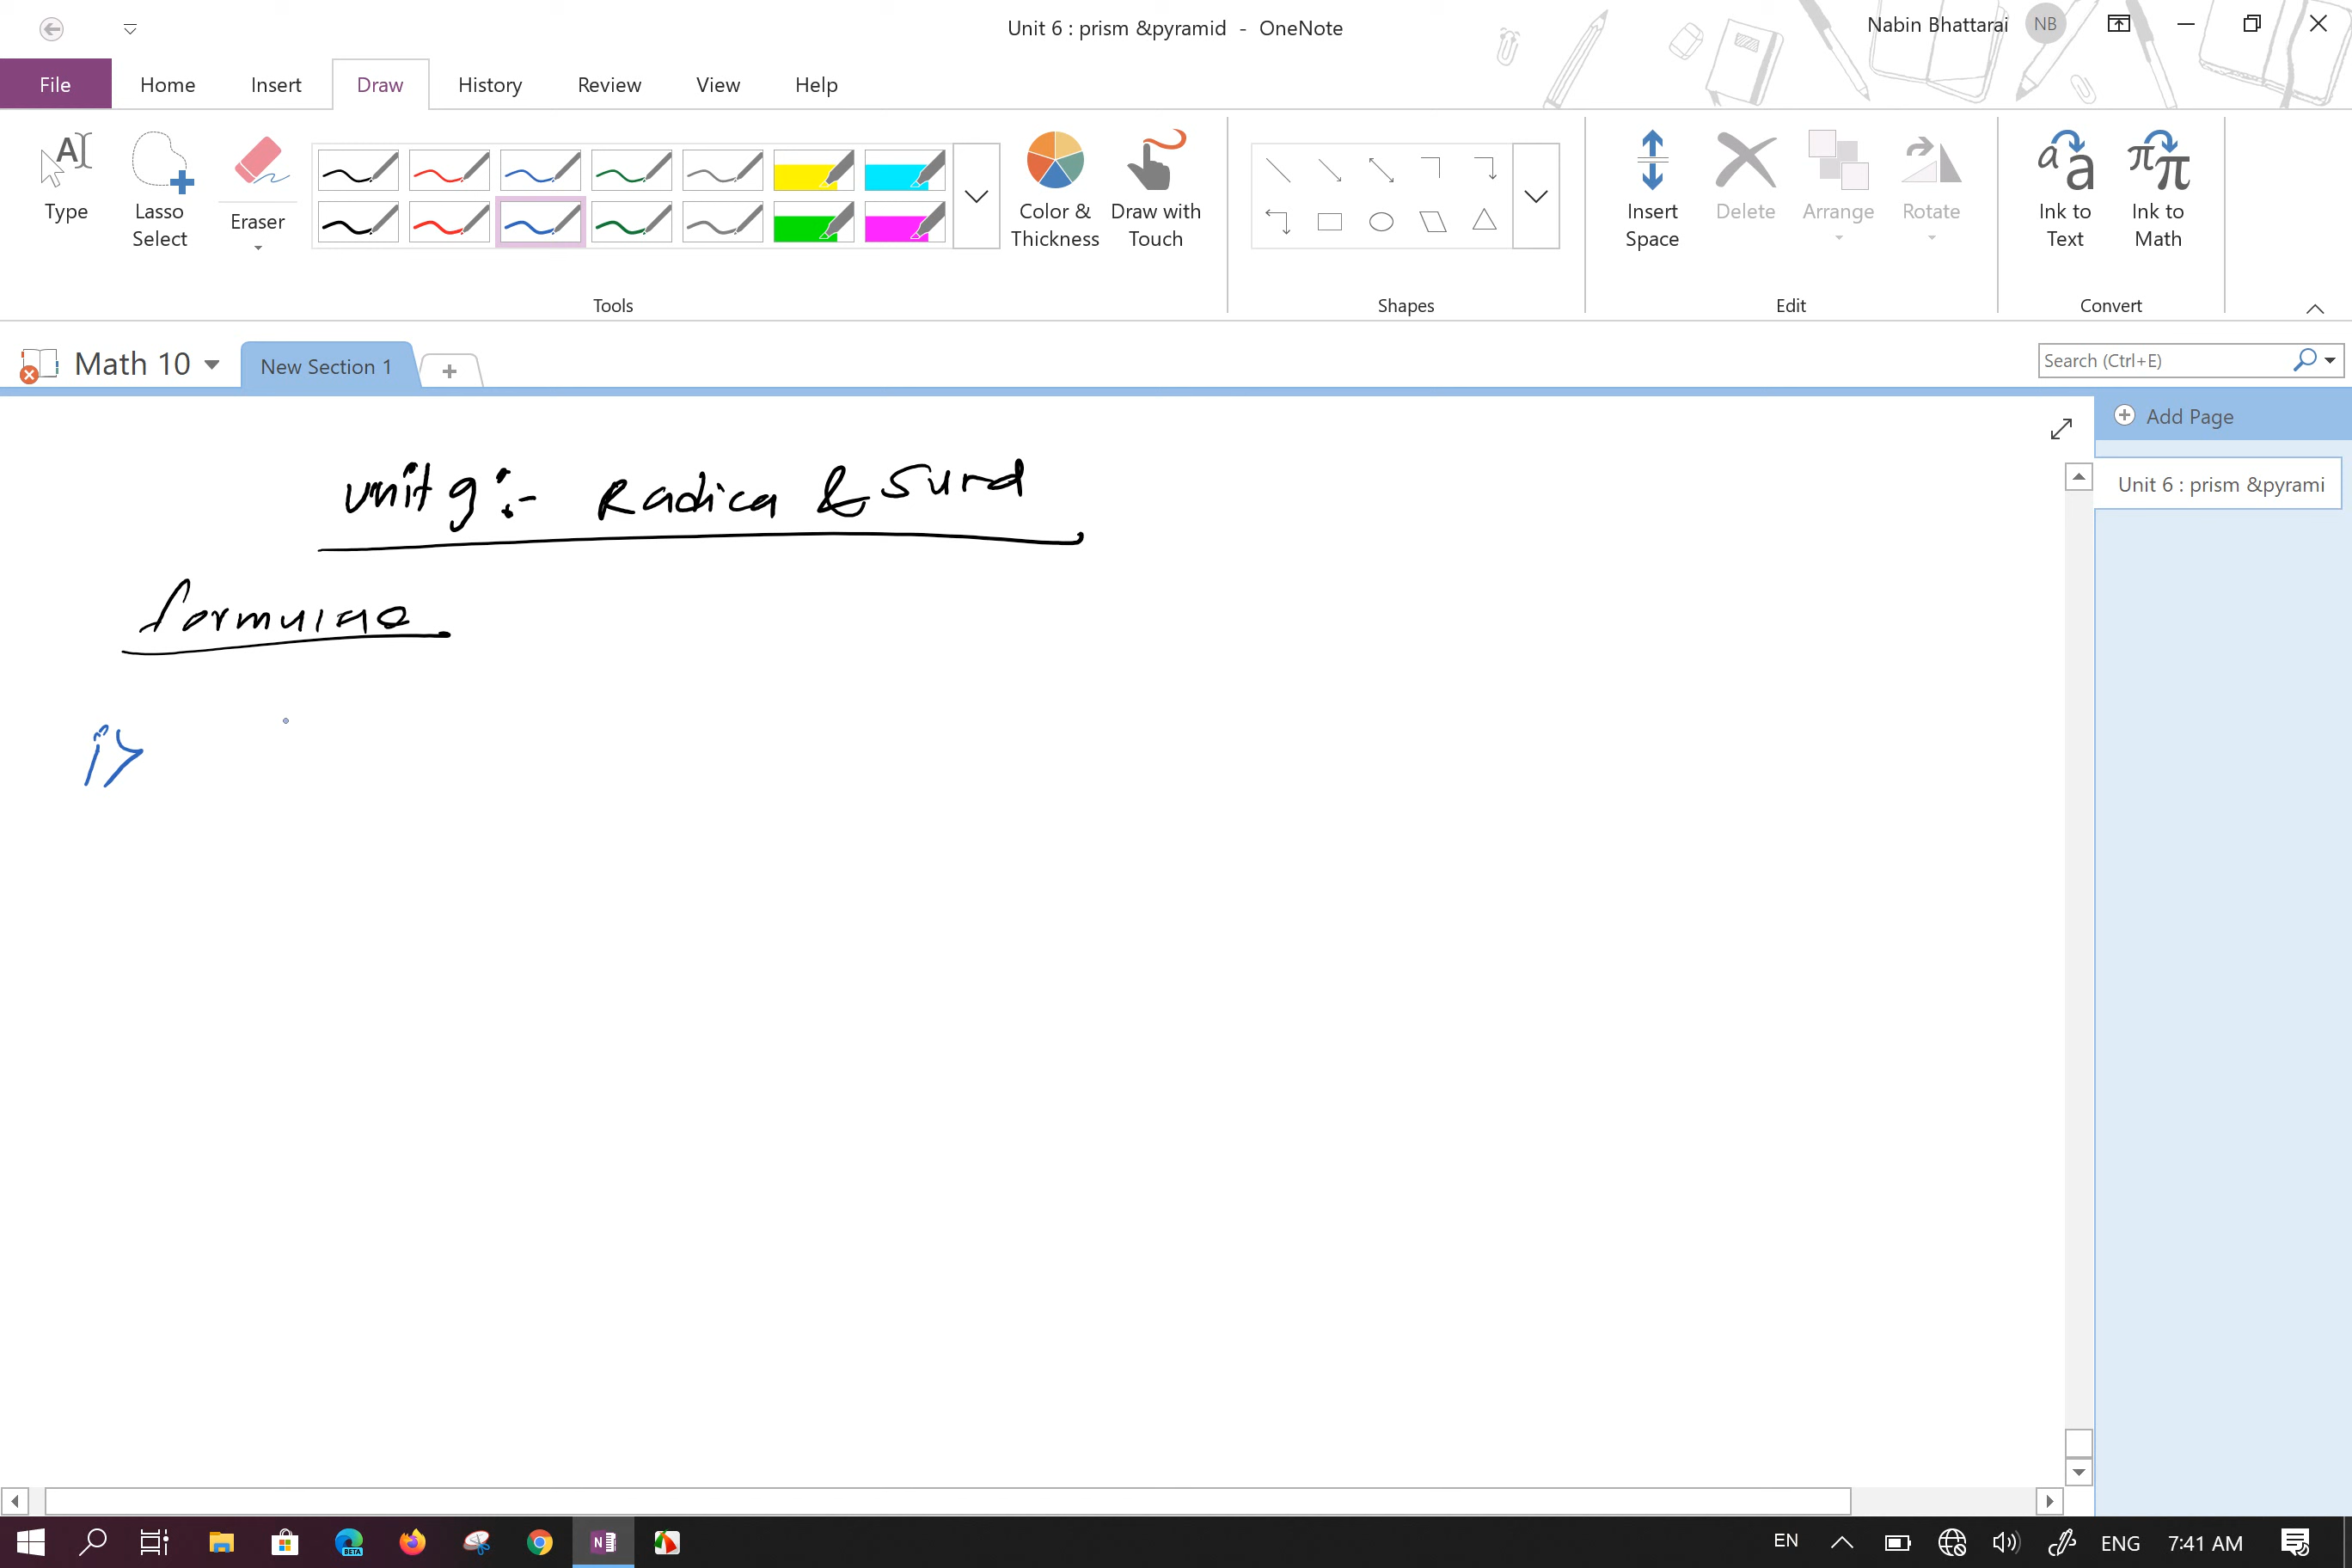 Unit 6 : prism &pyramid - OneNote
Nabin Bhattarai NB
File Home Insert Draw History Review View Help
Type
Lasso Select
Eraser
Color & Thickness
Draw with Touch
Insert Space
Delete
Arrange
Rotate
Ink to Text
Ink to Math
Tools
Shapes
Edit
Convert
Math 10
New Section 1
Search (Ctrl+E)
Add Page
Unit 6 : prism &pyrami
unit 9 :- Radica & Surd
formulae
i>
EN
ENG
7:41 AM